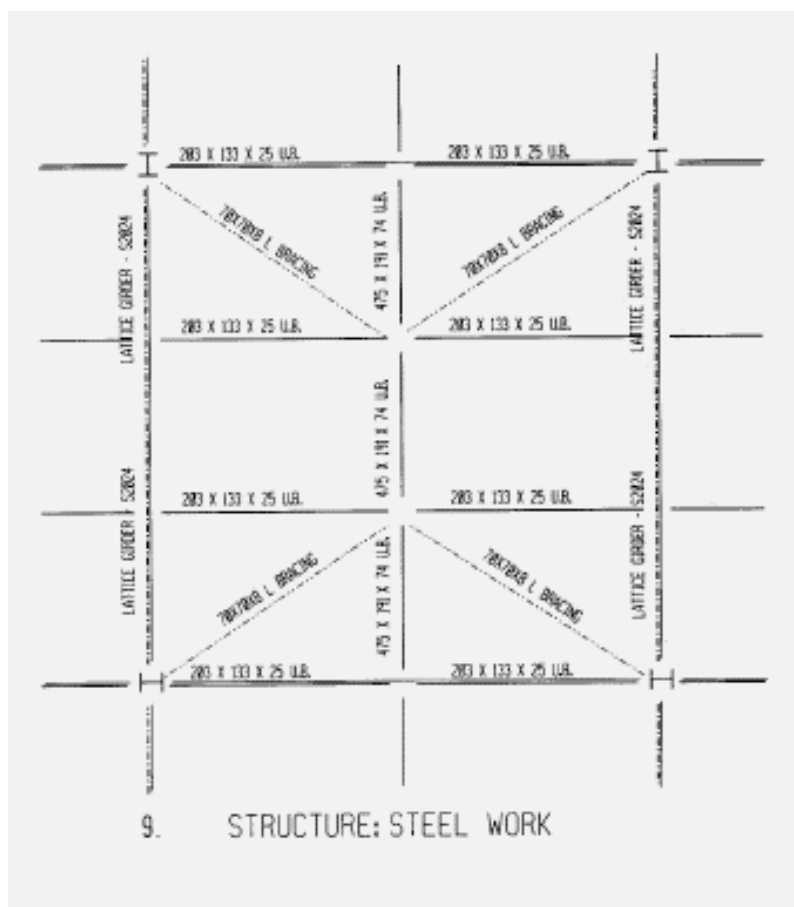 203 X 133 X 25 U.B.
203 X 133 X 25 U.B.
70X70X8 L BRACING
475 X 191 X 74 U.B.
70X70X8 L BRACING
LATTICE GIRDER - S2024
LATTICE GIRDER - S2024
203 X 133 X 25 U.B.
203 X 133 X 25 U.B.
475 X 191 X 74 U.B.
LATTICE GIRDER - S2024
LATTICE GIRDER - S2024
203 X 133 X 25 U.B.
203 X 133 X 25 U.B.
70X70X8 L BRACING
475 X 191 X 74 U.B.
70X70X8 L BRACING
203 X 133 X 25 U.B.
203 X 133 X 25 U.B.
9. STRUCTURE: STEEL WORK